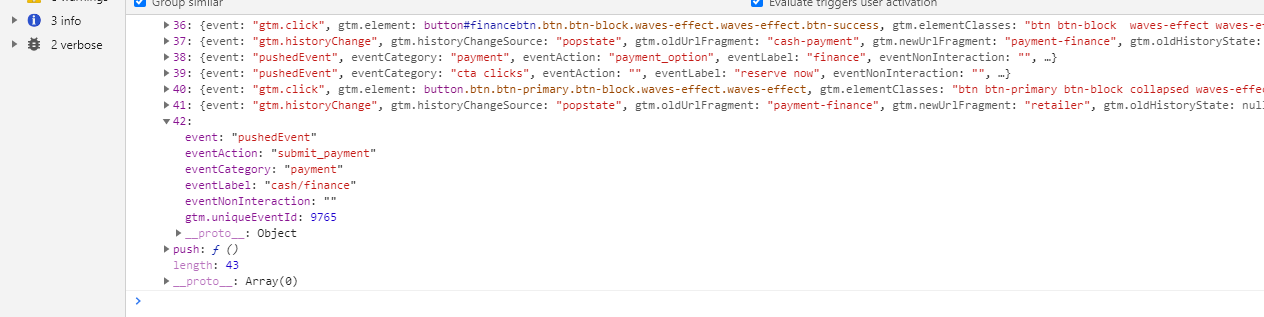 Group similar
Evaluate triggers user activation
3 info
2 verbose
36: {event: "gtm.click", gtm.element: button#financebtn.btn.btn-block.waves-effect.waves-effect.btn-success, gtm.elementClasses: "btn btn-block  waves-effect waves-e
37: {event: "gtm.historyChange", gtm.historyChangeSource: "popstate", gtm.oldUrlFragment: "cash-payment", gtm.newUrlFragment: "payment-finance", gtm.oldHistoryState:
38: {event: "pushedEvent", eventCategory: "payment", eventAction: "payment_option", eventLabel: "finance", eventNonInteraction: "", …}
39: {event: "pushedEvent", eventCategory: "cta clicks", eventAction: "", eventLabel: "reserve now", eventNonInteraction: "", …}
40: {event: "gtm.click", gtm.element: button.btn.btn-primary.btn-block.waves-effect.waves-effect, gtm.elementClasses: "btn btn-primary btn-block collapsed waves-effec
41: {event: "gtm.historyChange", gtm.historyChangeSource: "popstate", gtm.oldUrlFragment: "payment-finance", gtm.newUrlFragment: "retailer", gtm.oldHistoryState: null
42:
event: "pushedEvent"
eventAction: "submit_payment"
eventCategory: "payment"
eventLabel: "cash/finance"
eventNonInteraction: ""
gtm.uniqueEventId: 9765
__proto__: Object
push: ƒ ()
length: 43
__proto__: Array(0)